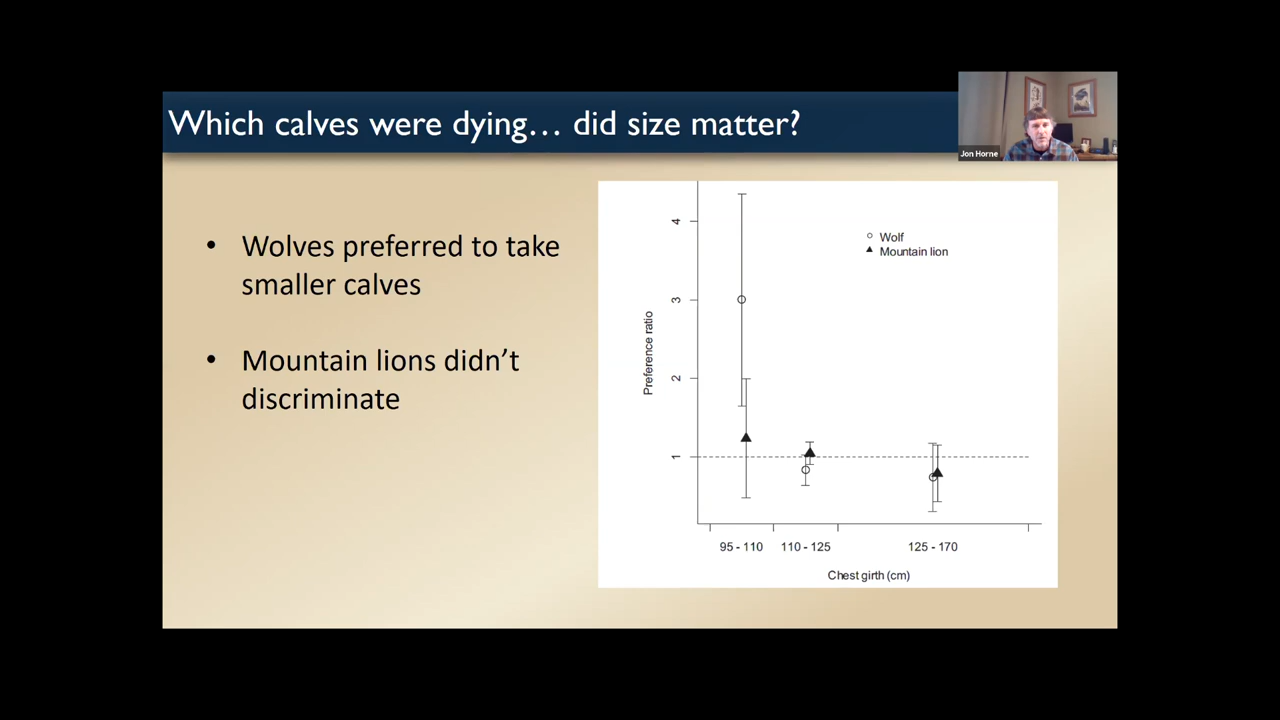 Which calves were dying… did size matter?
Jon Horne
• Wolves preferred to take
smaller calves
• Mountain lions didn’t
discriminate
Preference ratio
4
3
2
1
Wolf
Mountain lion
95 - 110 110 - 125 125 - 170
Chest girth (cm)